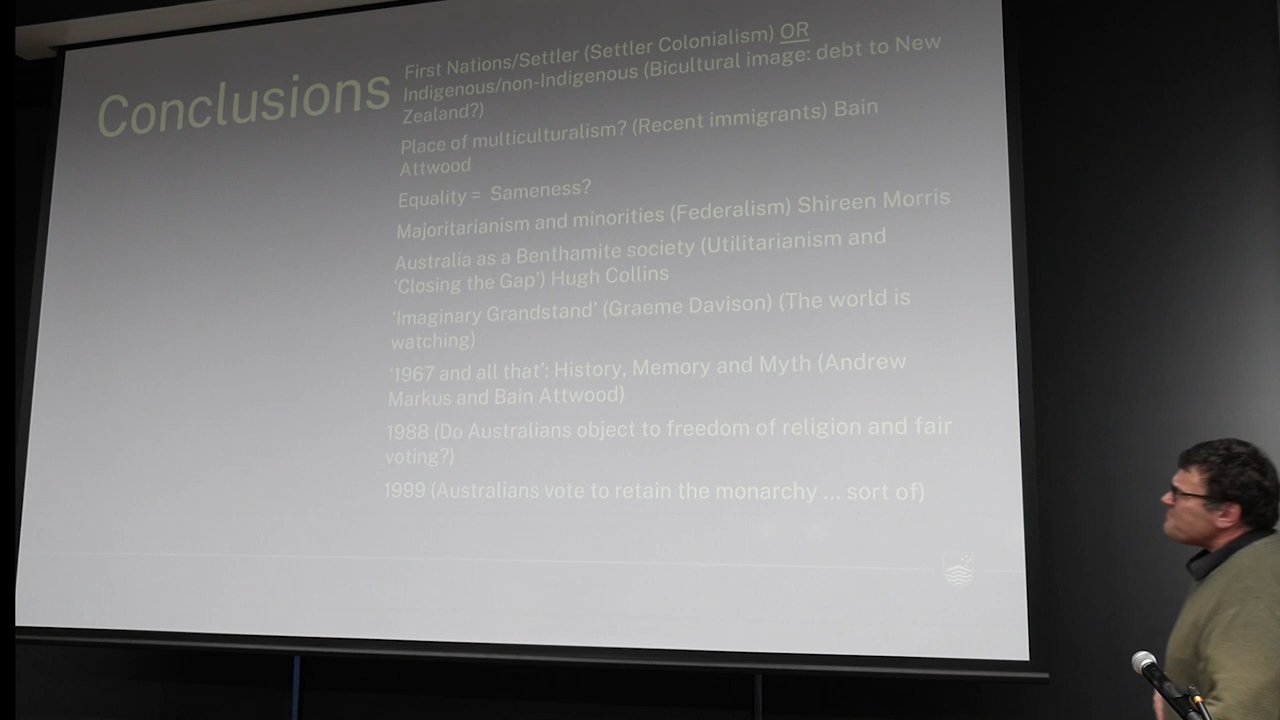 Conclusions
First Nations/Settler (Settler Colonialism) OR
Indigenous/non-Indigenous (Bicultural image: debt to New
Zealand?)
Place of multiculturalism? (Recent immigrants) Bain
Attwood
Equality = Sameness?
Majoritarianism and minorities (Federalism) Shireen Morris
Australia as a Benthamite society (Utilitarianism and
‘Closing the Gap’) Hugh Collins
‘Imaginary Grandstand’ (Graeme Davison) (The world is
watching)
‘1967 and all that’: History, Memory and Myth (Andrew
Markus and Bain Attwood)
1988 (Do Australians object to freedom of religion and fair
voting?)
1999 (Australians vote to retain the monarchy ... sort of)